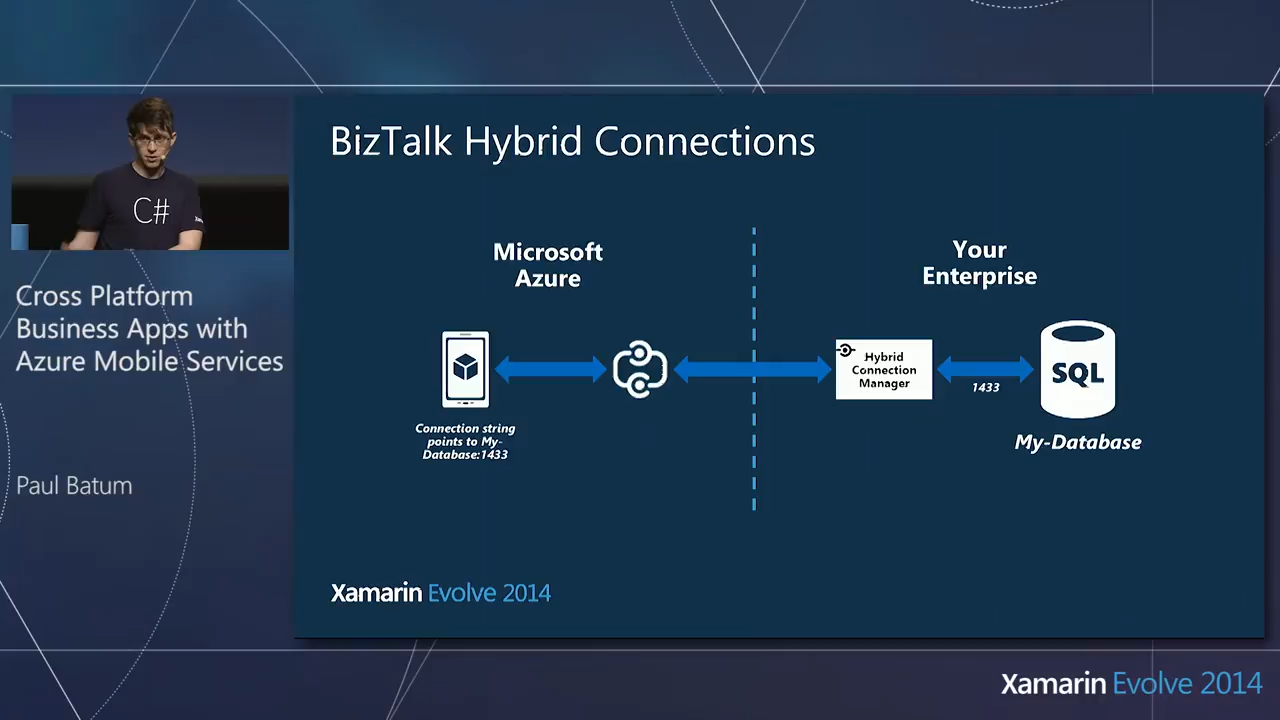 C#
Cross Platform
Business Apps with
Azure Mobile Services
Paul Batum
BizTalk Hybrid Connections
Microsoft
Azure
Your
Enterprise
Connection string
points to My-
Database:1433
Hybrid
Connection
Manager
1433
SQL
My-Database
Xamarin Evolve 2014
Xamarin Evolve 2014